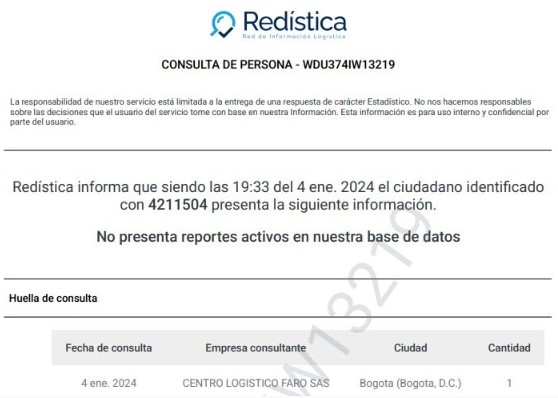 Redística
Red de Información Logística
CONSULTA DE PERSONA - WDU374IW13219
La responsabilidad de nuestro servicio está limitada a la entrega de una respuesta de carácter Estadístico. No nos hacemos responsables
sobre las decisiones que el usuario del servicio tome con base en nuestra Información. Esta información es para uso interno y confidencial por
parte del usuario.
Redística informa que siendo las 19:33 del 4 ene. 2024 el ciudadano identificado
con 4211504 presenta la siguiente información.
No presenta reportes activos en nuestra base de datos
Huella de consulta
Fecha de consulta Empresa consultante Ciudad Cantidad
4 ene. 2024 CENTRO LOGISTICO FARO SAS Bogota (Bogota, D.C.) 1
W13219